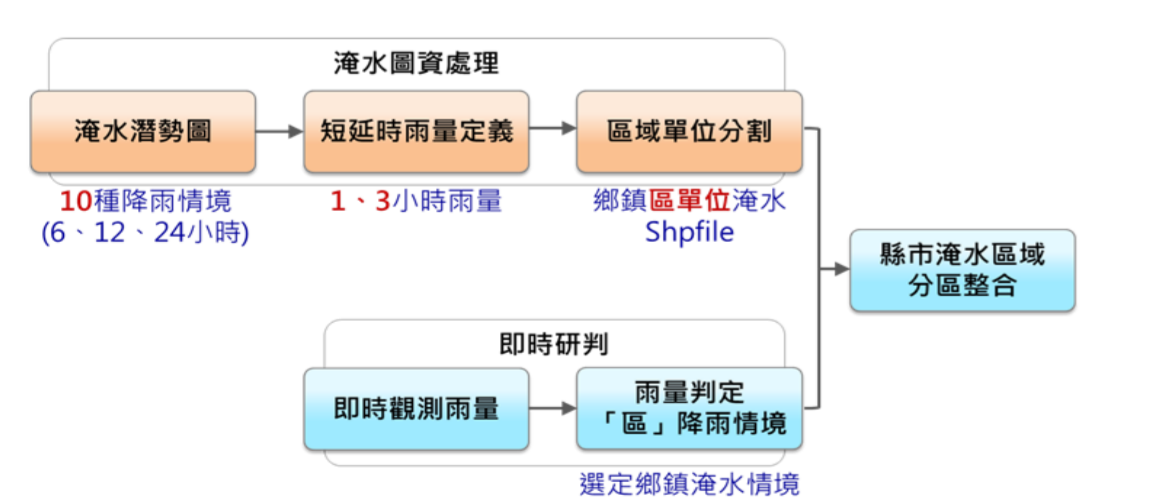 淹水圖資處理
淹水潛勢圖
短延時雨量定義
區域單位分割
10種降雨情境
(6、12、24小時)
1、3小時雨量
鄉鎮區單位淹水
Shpfile
縣市淹水區域
分區整合
即時研判
即時觀測雨量
雨量判定
「區」降雨情境
選定鄉鎮淹水情境